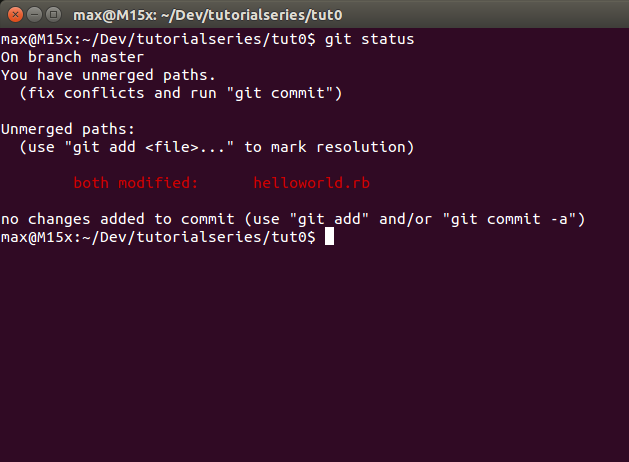 max@M15x: ~/Dev/tutorialseries/tut0
max@M15x:~/Dev/tutorialseries/tut0$ git status
On branch master
You have unmerged paths.
  (fix conflicts and run "git commit")

Unmerged paths:
  (use "git add <file>..." to mark resolution)

        both modified:      helloworld.rb

no changes added to commit (use "git add" and/or "git commit -a")
max@M15x:~/Dev/tutorialseries/tut0$